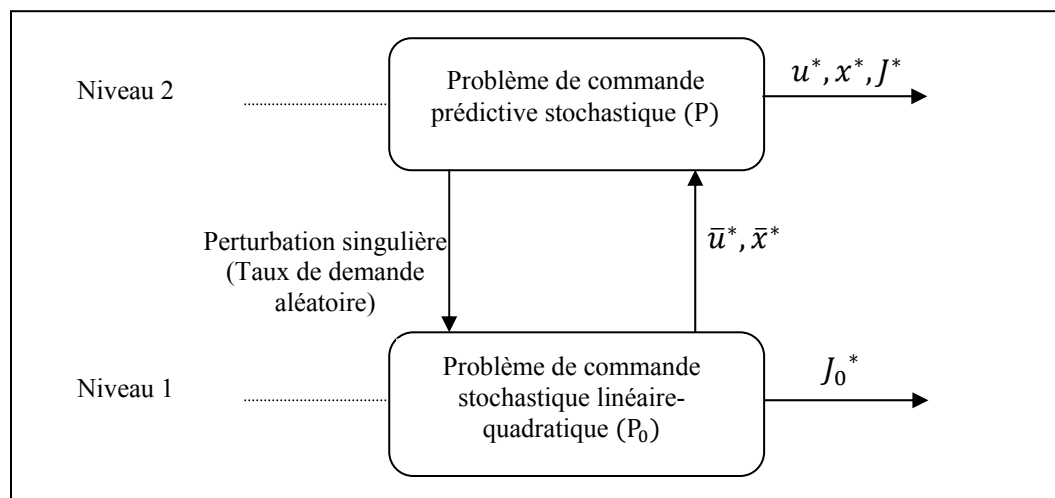 Niveau 2
Problème de commande
prédictive stochastique (P)
u*, x*, J*
Perturbation singulière
(Taux de demande
aléatoire)
ū*, x̄*
Niveau 1
Problème de commande
stochastique linéaire-
quadratique (P₀)
J₀*